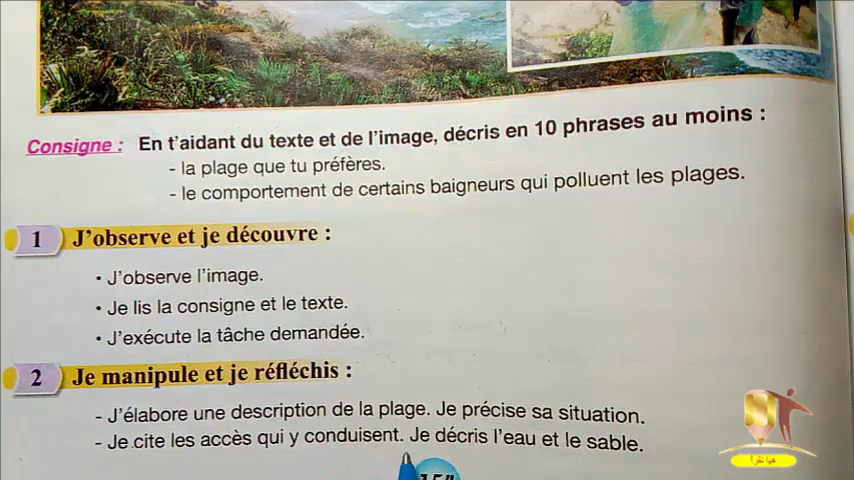 Consigne : En t'aidant du texte et de l'image, décris en 10 phrases au moins :
- la plage que tu préfères.
- le comportement de certains baigneurs qui polluent les plages.
1 J'observe et je découvre :
• J'observe l'image.
• Je lis la consigne et le texte.
• J'exécute la tâche demandée.
2 Je manipule et je réfléchis :
- J'élabore une description de la plage. Je précise sa situation.
- Je cite les accès qui y conduisent. Je décris l'eau et le sable.
هيا نقرأ